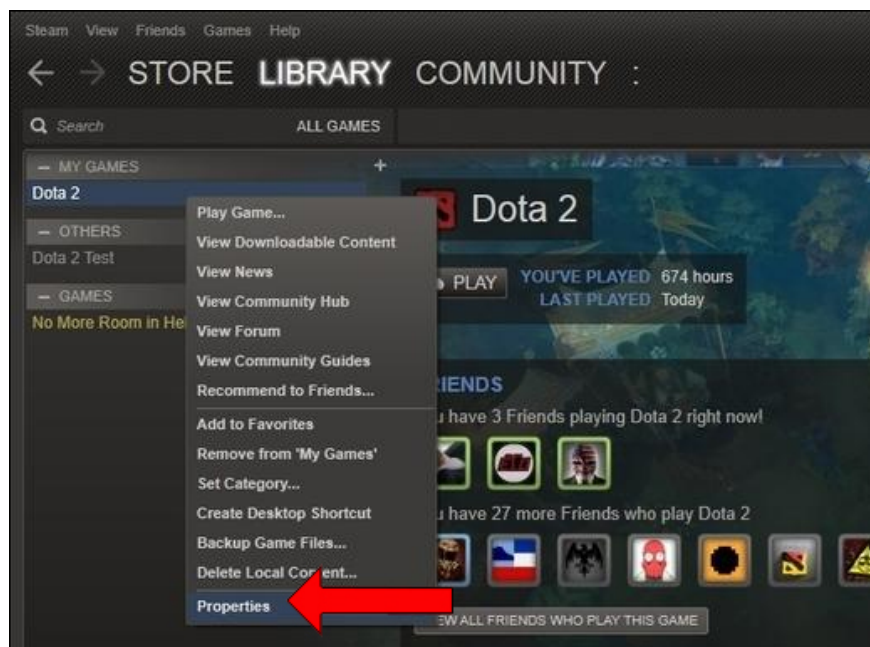 Steam View Friends Games Help
STORE LIBRARY COMMUNITY :
Search ALL GAMES
— MY GAMES +
Dota 2
— OTHERS
Dota 2 Test
— GAMES
No More Room in Hel
Play Game...
View Downloadable Content
View News
View Community Hub
View Forum
View Community Guides
Recommend to Friends...
Add to Favorites
Remove from 'My Games'
Set Category...
Create Desktop Shortcut
Backup Game Files...
Delete Local ...
Properties
Dota 2
PLAY
YOU'VE PLAYED 674 hours
LAST PLAYED Today
RIENDS
u have 3 Friends playing Dota 2 right now!
u have 27 more Friends who play Dota 2
EW ALL FRIENDS WHO PLAY THIS GAME